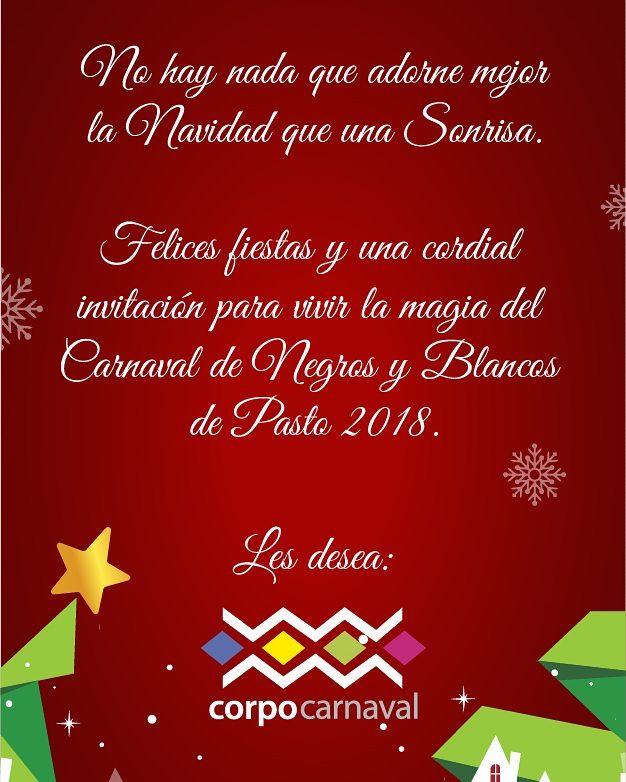 No hay nada que adorne mejor
la Navidad que una Sonrisa.
Felices fiestas y una cordial
invitación para vivir la magia del
Carnaval de Negros y Blancos
de Pasto 2018.
Les desea:
corpocarnaval